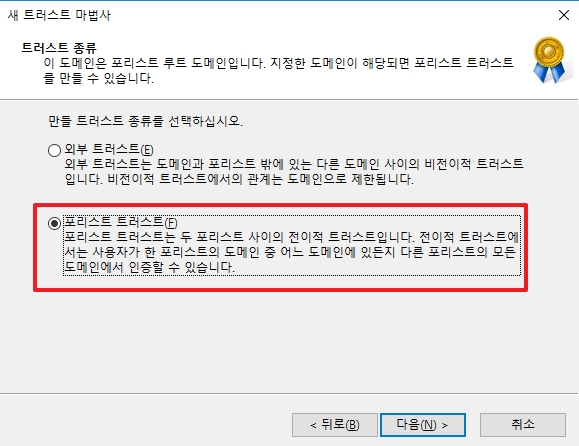 새 트러스트 마법사
트러스트 종류
이 도메인은 포리스트 루트 도메인입니다. 지정한 도메인이 해당되면 포리스트 트러스트
를 만들 수 있습니다.
만들 트러스트 종류를 선택하십시오.
외부 트러스트(E)
외부 트러스트는 도메인과 포리스트 밖에 있는 다른 도메인 사이의 비전이적 트러스트
입니다. 비전이적 트러스트에서의 관계는 도메인으로 제한됩니다.
포리스트 트러스트(F)
포리스트 트러스트는 두 포리스트 사이의 전이적 트러스트입니다. 전이적 트러스트에
서는 사용자가 한 포리스트의 도메인 중 어느 도메인에 있든지 다른 포리스트의 모든
도메인에서 인증할 수 있습니다.
< 뒤로(B)
다음(N) >
취소